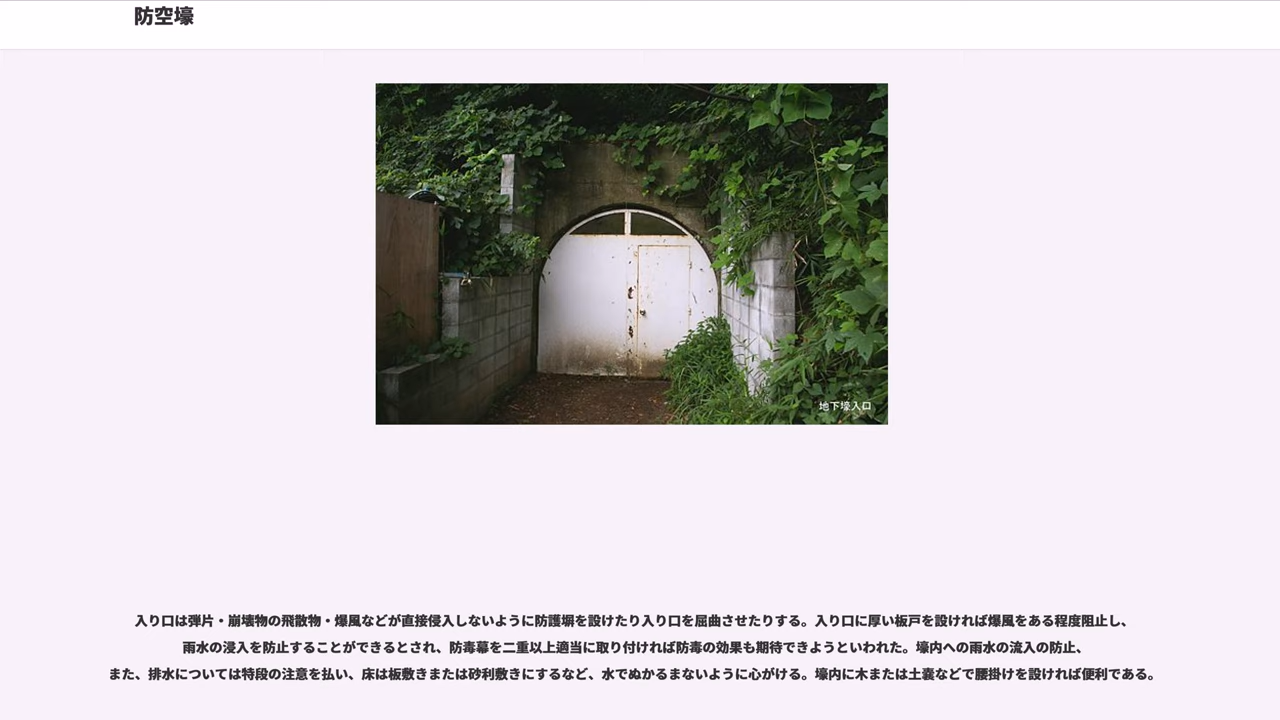 防空壕
地下壕入口
入り口は弾片・崩壊物の飛散物・爆風などが直接侵入しないように防護塀を設けたり入り口を屈曲させたりする。入り口に厚い板戸を設ければ爆風をある程度阻止し、
雨水の浸入を防止することができるとされ、防毒幕を二重以上適当に取り付ければ防毒の効果も期待できようといわれた。壕内への雨水の流入の防止、
また、排水については特段の注意を払い、床は板敷きまたは砂利敷きにするなど、水でぬかるまないように心がける。壕内に木または土嚢などで腰掛けを設ければ便利である。